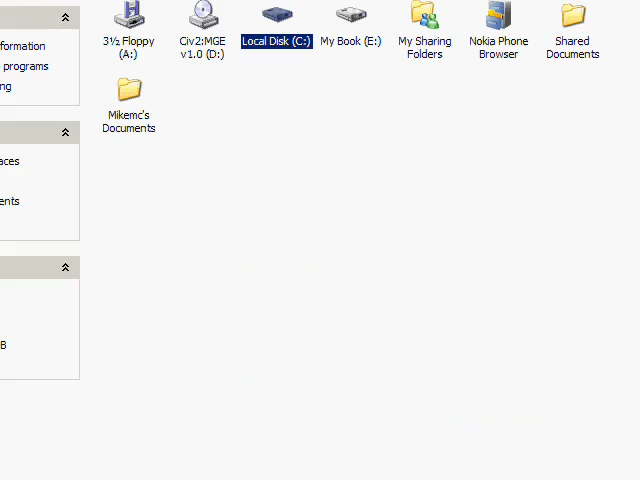 formation
programs
ng
3½ Floppy
(A:)
Civ2:MGE
v1.0 (D:)
Local Disk (C:)
My Book (E:)
My Sharing
Folders
Nokia Phone
Browser
Shared
Documents
Mikemc's
Documents
aces
ents
B